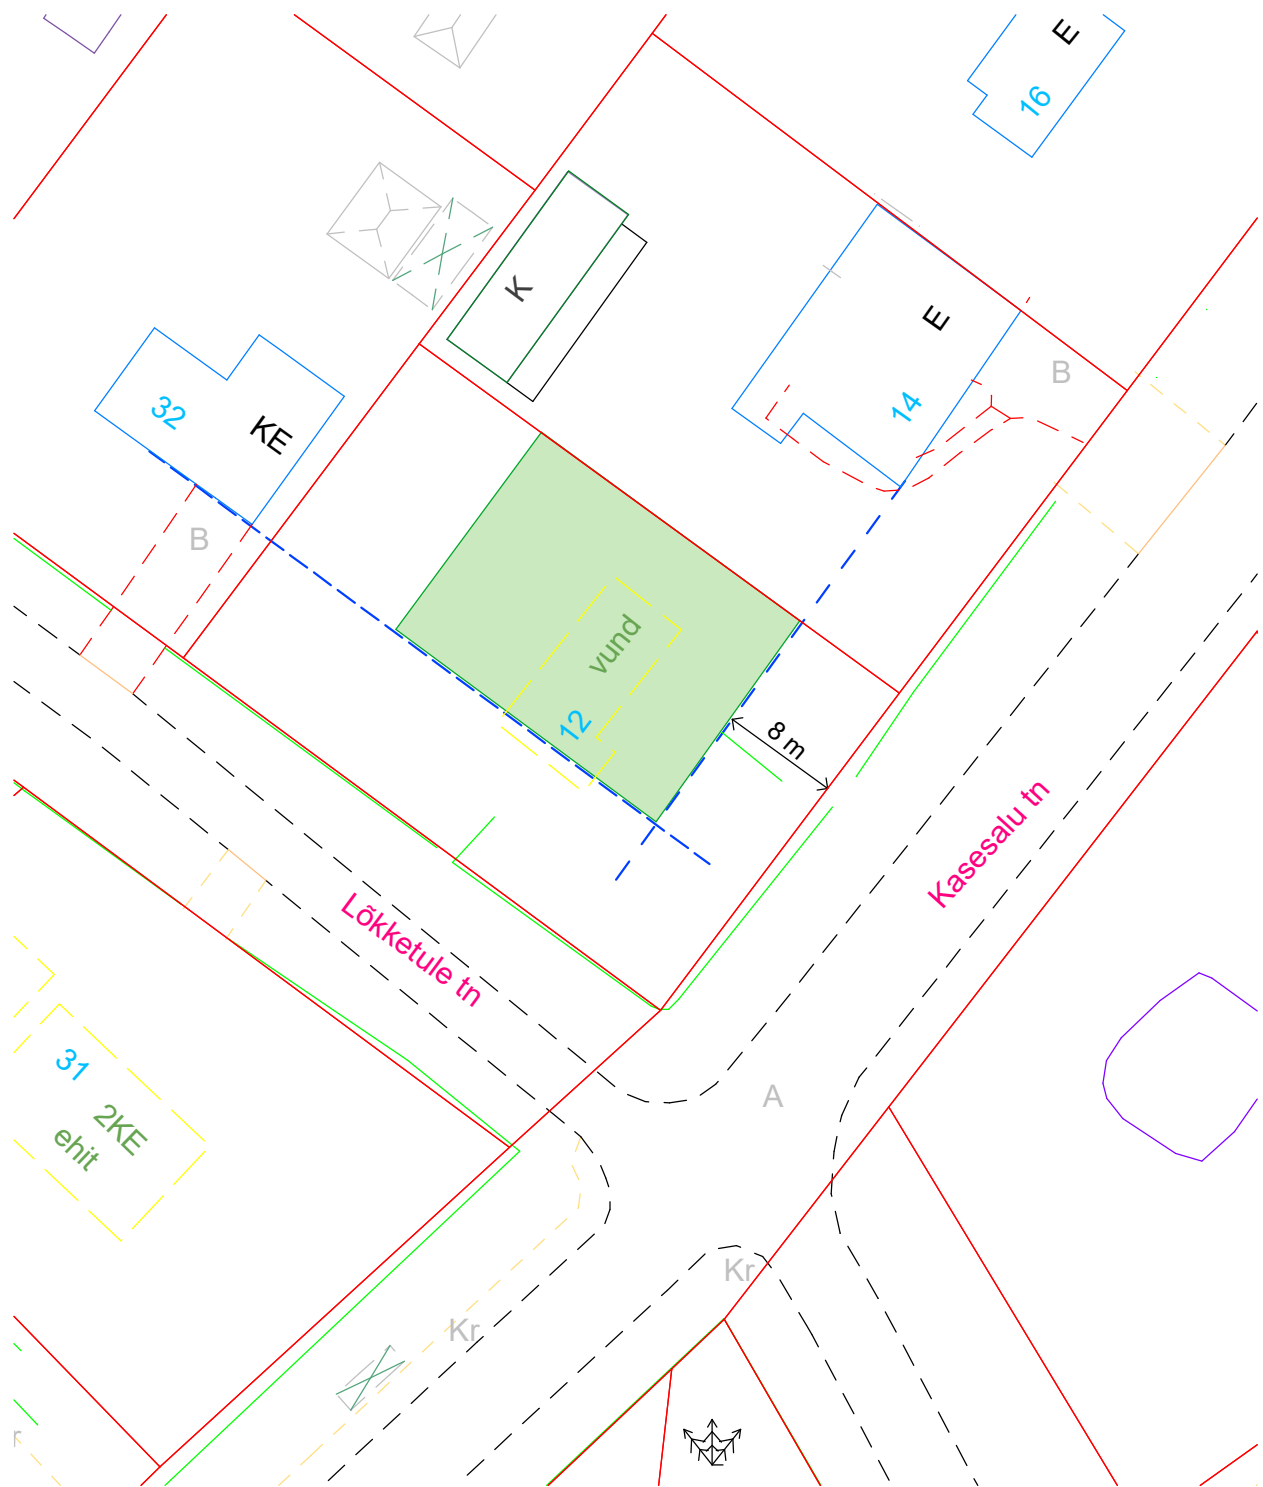 E
16
K
E
14
B
32
KE
B
vund
12
8 m
Kasesalu tn
Lõkketule tn
31
2KE
ehit
A
Kr
Kr
r